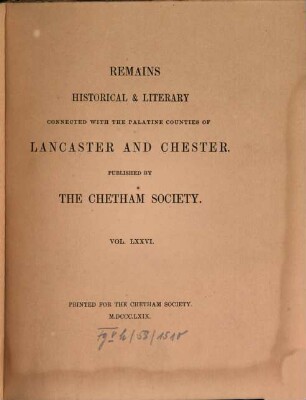 REMAINS
HISTORICAL & LITERARY
CONNECTED WITH THE PALATINE COUNTIES OF
LANCASTER AND CHESTER.
PUBLISHED BY
THE CHETHAM SOCIETY.
VOL. LXXVI.
PRINTED FOR THE CHETHAM SOCIETY.
M.DCCC.LXIX.